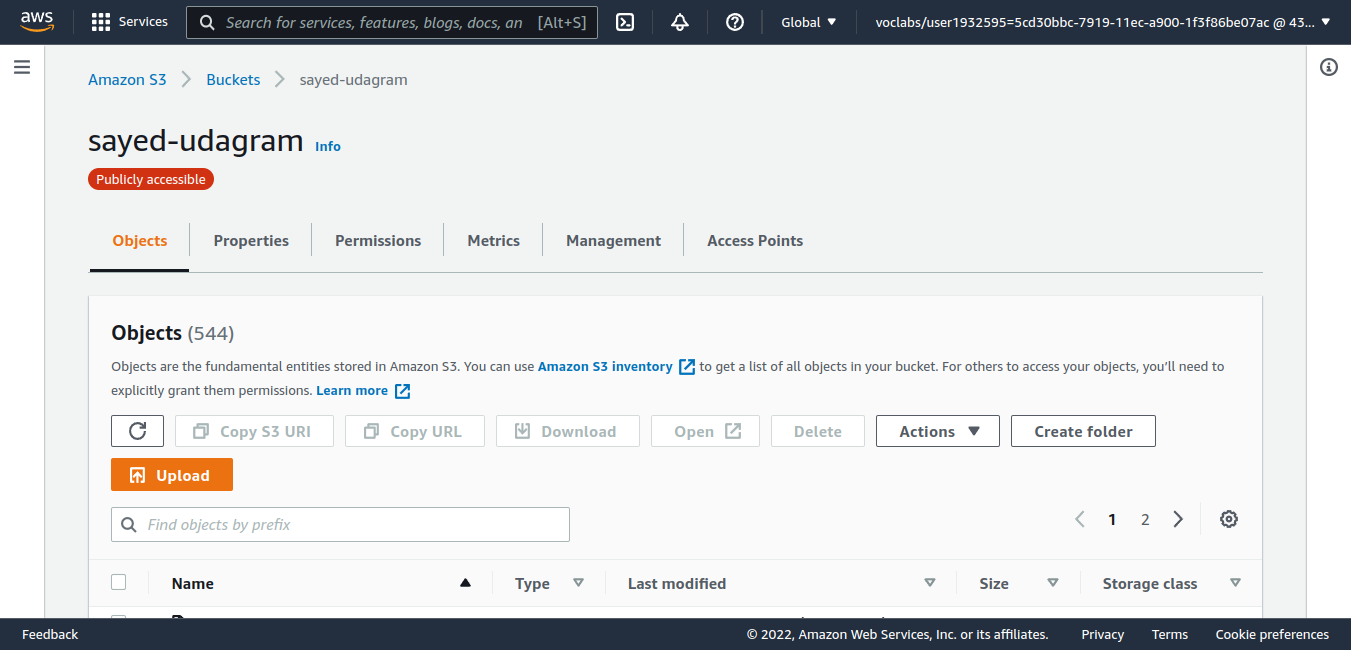 aws Services Search for services, features, blogs, docs, an [Alt+S] Global voclabs/user1932595=5cd30bbc-7919-11ec-a900-1f3f86be07ac @ 43...
Amazon S3 Buckets sayed-udagram
sayed-udagram Info
Publicly accessible
Objects Properties Permissions Metrics Management Access Points
Objects (544)
Objects are the fundamental entities stored in Amazon S3. You can use Amazon S3 inventory to get a list of all objects in your bucket. For others to access your objects, you’ll need to
explicitly grant them permissions. Learn more
Copy S3 URI Copy URL Download Open Delete Actions Create folder
Upload
Find objects by prefix 1 2
Name Type Last modified Size Storage class
Feedback © 2022, Amazon Web Services, Inc. or its affiliates. Privacy Terms Cookie preferences